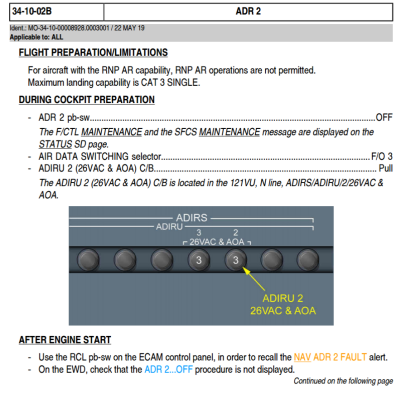 34-10-02B ADR 2
Ident.: MO-34-10-00008928.0003001 / 22 MAY 19
Applicable to: ALL
FLIGHT PREPARATION/LIMITATIONS
For aircraft with the RNP AR capability, RNP AR operations are not permitted.
Maximum landing capability is CAT 3 SINGLE.
DURING COCKPIT PREPARATION
- ADR 2 pb-sw....................................................................................................OFF
The F/CTL MAINTENANCE and the SFCS MAINTENANCE message are displayed on the
STATUS SD page.
- AIR DATA SWITCHING selector.........................................................................F/O 3
- ADIRU 2 (26VAC & AOA) C/B............................................................................ Pull
The ADIRU 2 (26VAC & AOA) C/B is located in the 121VU, N line, ADIRS/ADIRU/2/26VAC &
AOA.
ADIRS
ADIRU
3 2
26VAC & AOA
3 3
ADIRU 2
26VAC & AOA
AFTER ENGINE START
- Use the RCL pb-sw on the ECAM control panel, in order to recall the NAV ADR 2 FAULT alert.
- On the EWD, check that the ADR 2...OFF procedure is not displayed.
Continued on the following page